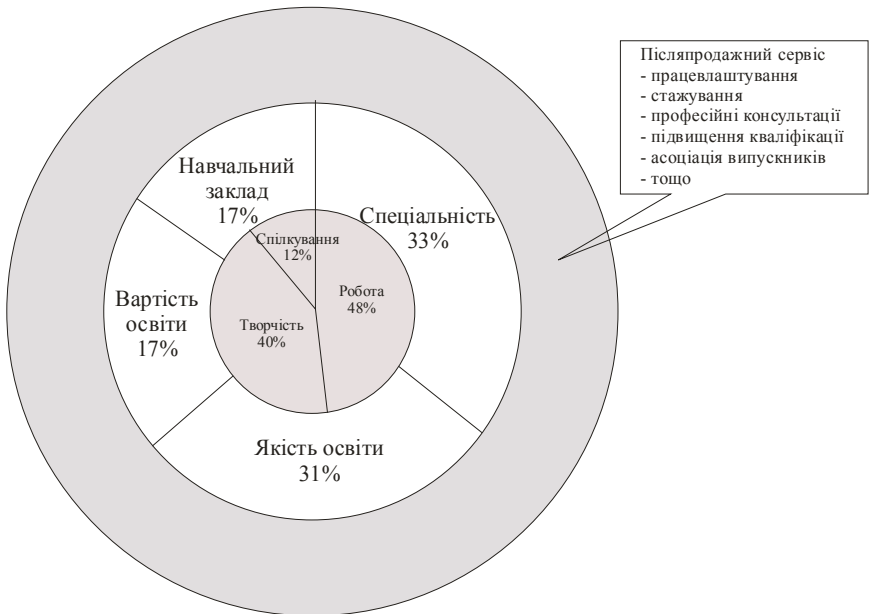 Післяпродажний сервіс
- працевлаштування
- стажування
- професійні консультації
- підвищення кваліфікації
- асоціація випускників
- тощо
Навчальний
заклад
17%
Спеціальність
33%
Спілкування
12%
Робота
48%
Вартість
освіти
17%
Творчість
40%
Якість освіти
31%